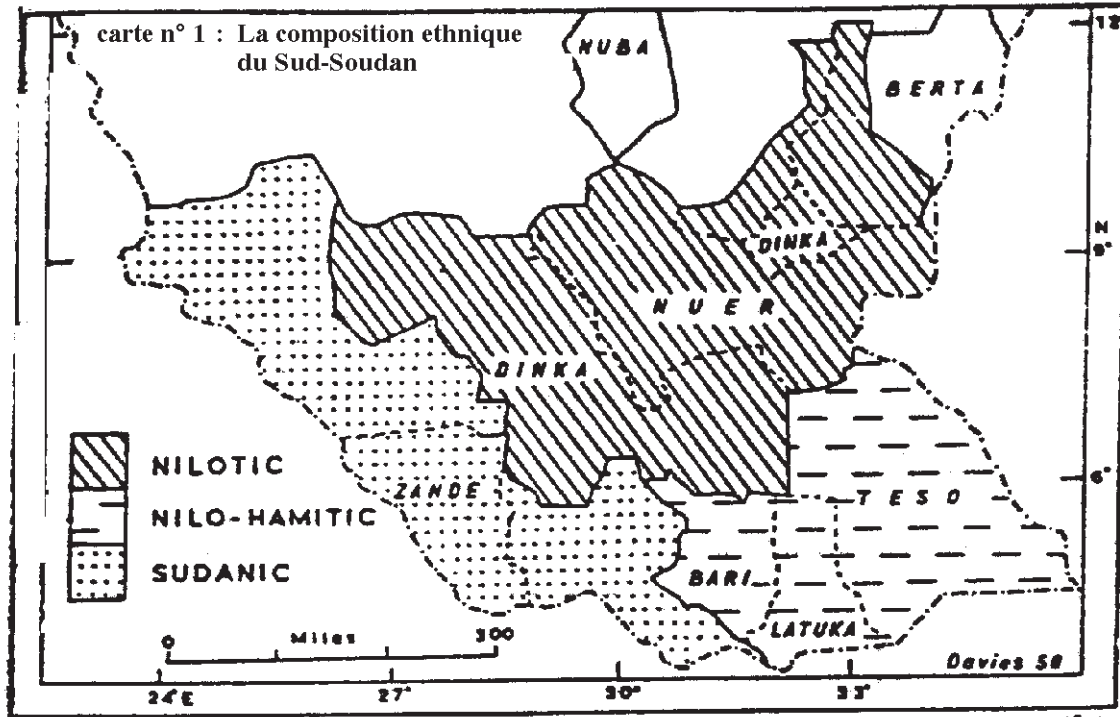 carte n° 1 : La composition ethnique
du Sud-Soudan
NUBA
BERTA
12
DINKA
N
9°
NUER
DINKA
NILOTIC
ZANDE
6°
TESO
NILO-HAMITIC
SUDANIC
BARI
LATUKA
0 Miles 300
Davies
24°E 27° 30° 33°